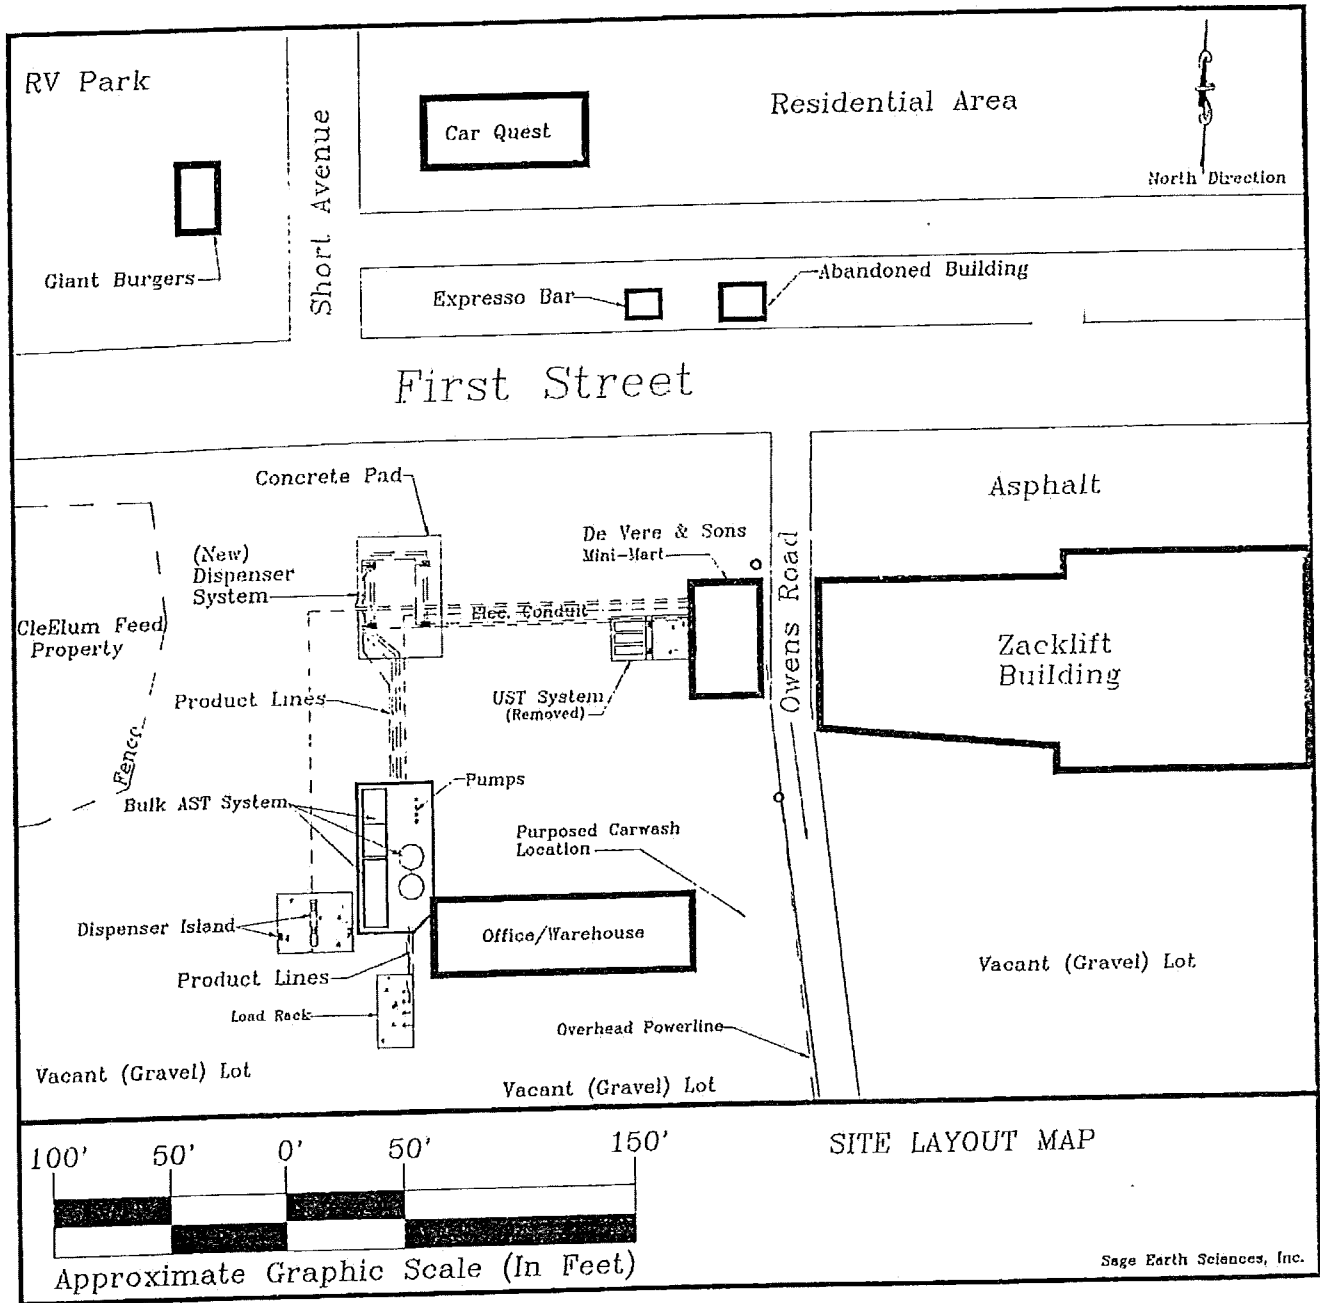 RV Park
Car Quest
Residential Area
Short Avenue
North Direction
Giant Burgers
Expresso Bar
Abandoned Building
First Street
Concrete Pad
Asphalt
(New)
Dispenser
System
De Vere & Sons
Mini-Mart
Elec. Conduit
Owens Road
CleElum Feed
Property
Zacklift
Building
Product Lines
UST System
(Removed)
Fence
Pumps
Bulk AST System
Purposed Carwash
Location
Dispenser Island
Office/Warehouse
Product Lines
Vacant (Gravel) Lot
Load Rack
Overhead Powerline
Vacant (Gravel) Lot
Vacant (Gravel) Lot
100' 50' 0' 50' 150'
SITE LAYOUT MAP
Approximate Graphic Scale (In Feet)
Sage Earth Sciences, Inc.